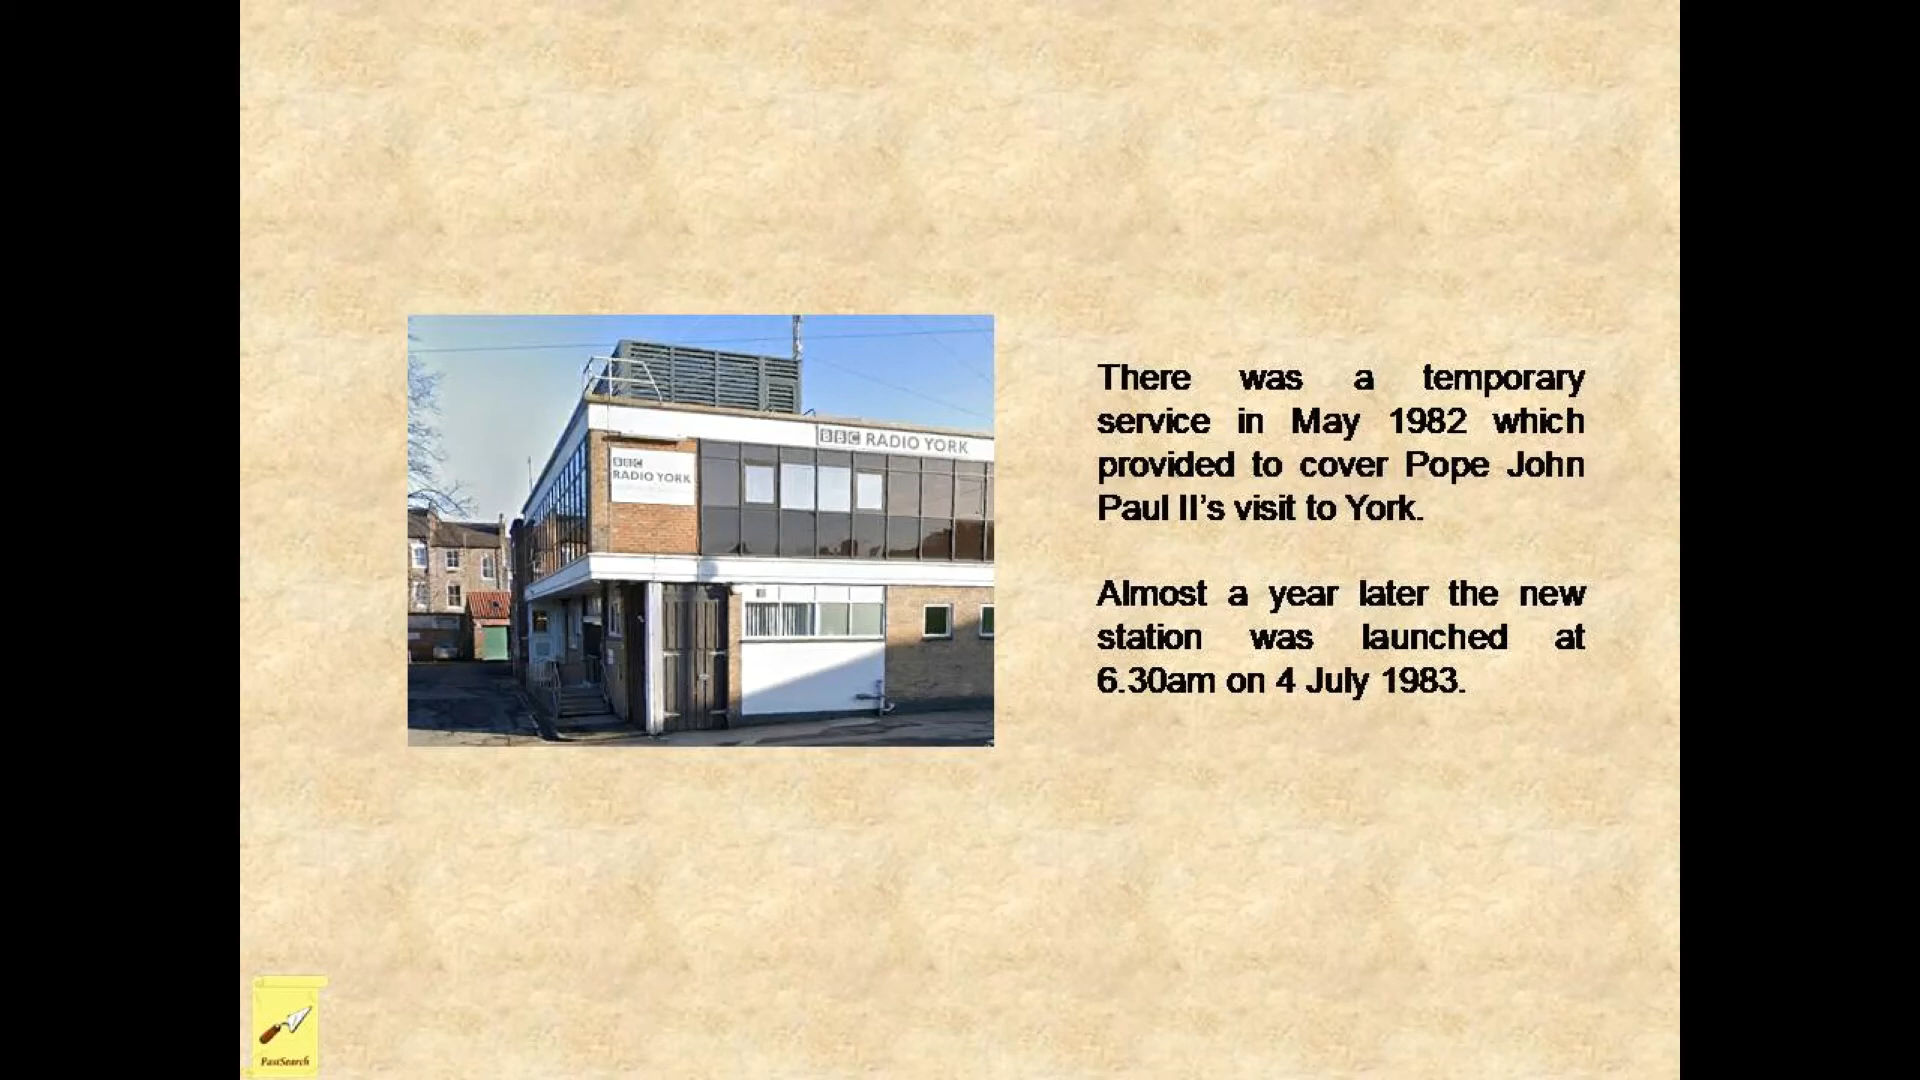 BBC RADIO YORK
BBC
RADIO YORK
There was a temporary
service in May 1982 which
provided to cover Pope John
Paul II's visit to York.
Almost a year later the new
station was launched at
6.30am on 4 July 1983.
PastSearch